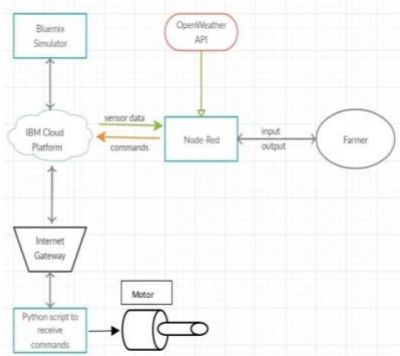 Bluemix
Simulator
OpenWeather
API
IBM Cloud
Platform
sensor data
commands
Node-Red
input
output
Farmer
Internet
Gateway
Motor
Python script to
receive
commands